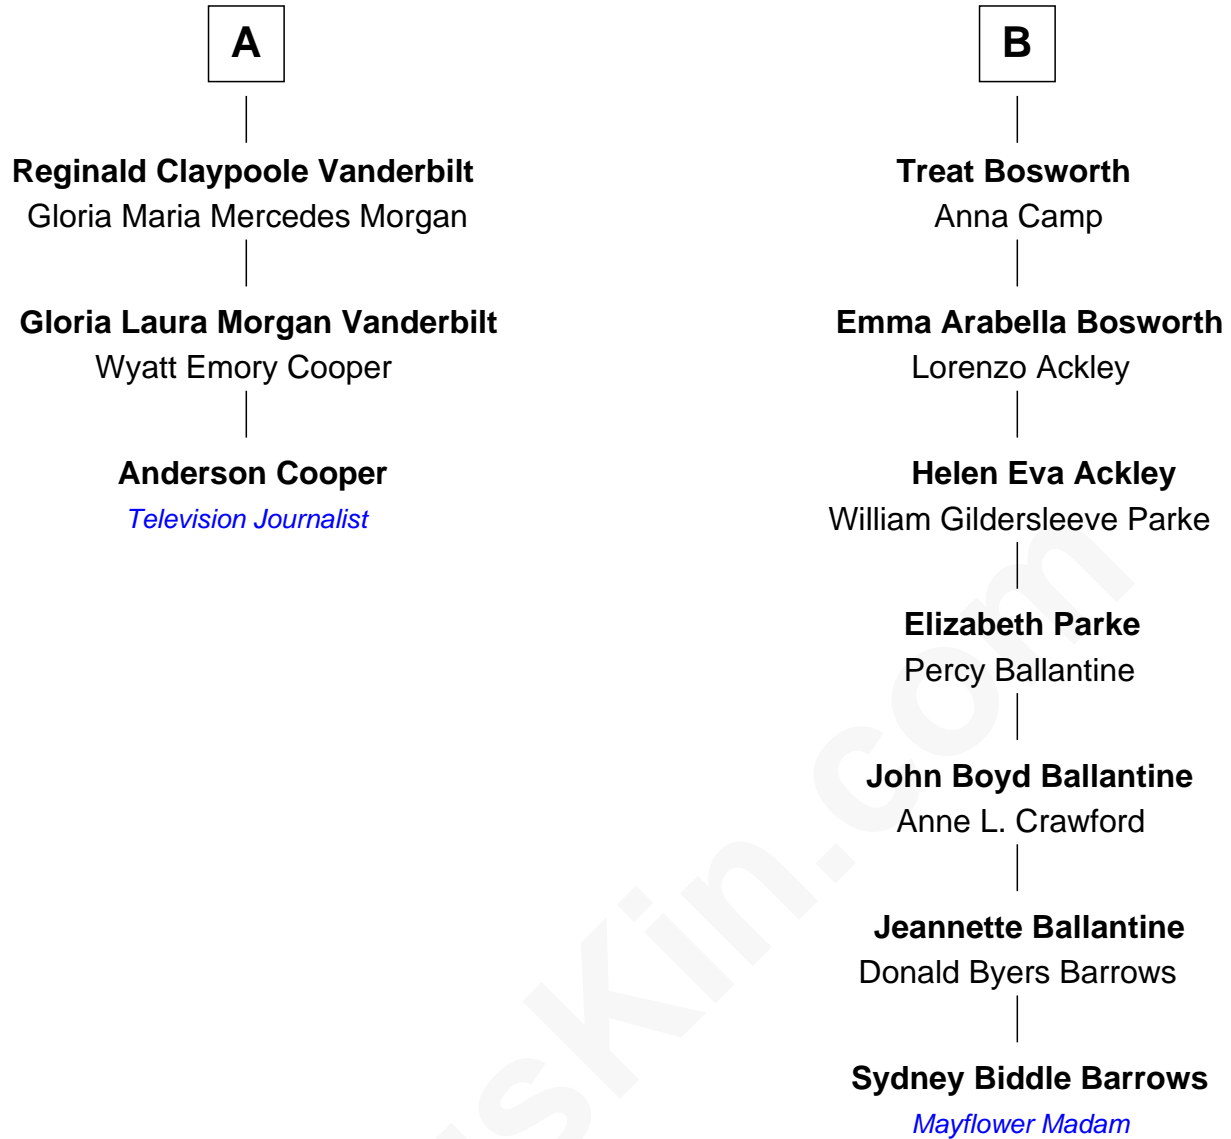 A
Reginald Claypoole Vanderbilt
Gloria Maria Mercedes Morgan
Gloria Laura Morgan Vanderbilt
Wyatt Emory Cooper
Anderson Cooper
Television Journalist
B
Treat Bosworth
Anna Camp
Emma Arabella Bosworth
Lorenzo Ackley
Helen Eva Ackley
William Gildersleeve Parke
Elizabeth Parke
Percy Ballantine
John Boyd Ballantine
Anne L. Crawford
Jeannette Ballantine
Donald Byers Barrows
Sydney Biddle Barrows
Mayflower Madam